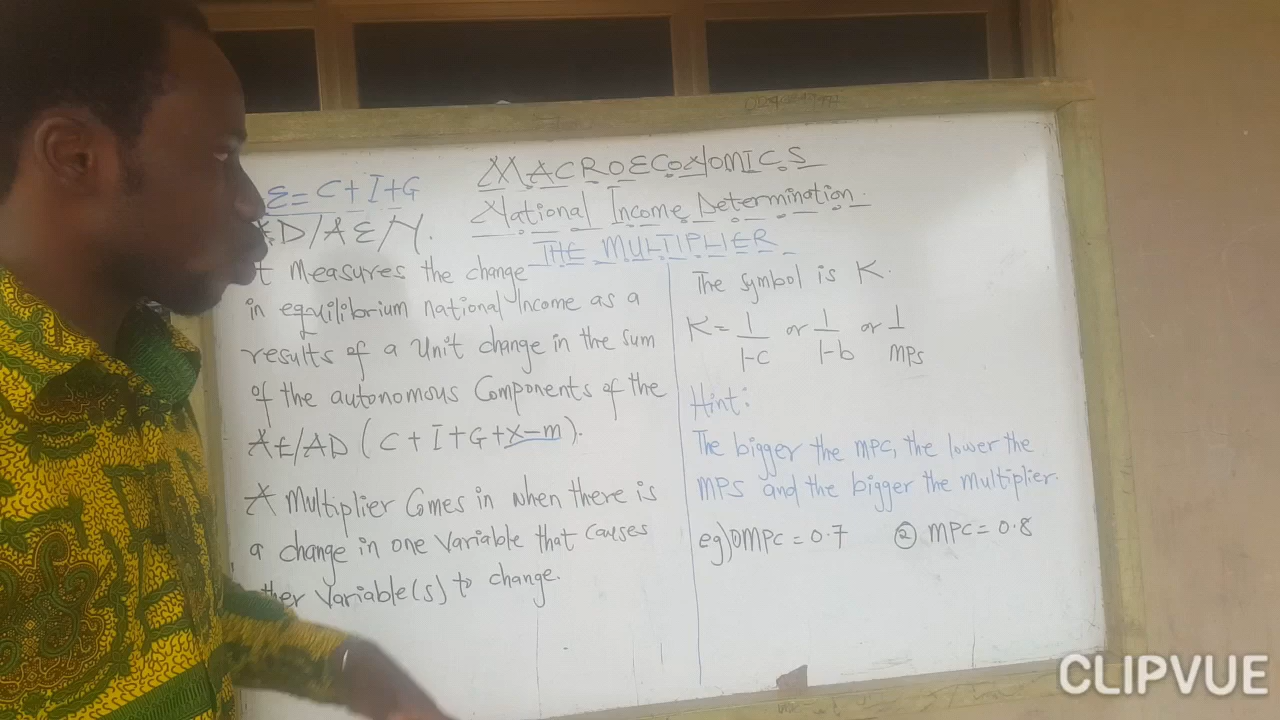 MACROECONOMICS
National Income Determination
THE MULTIPLIER
E = C + I + G
AD/AE/Y.
It measures the change
in equilibrium national Income as a
results of a Unit change in the sum
of the autonomous Components of the
AE/AD (C + I + G + X-m).
A Multiplier Comes in when there is
a change in one Variable that causes
other Variable(s) to change.
The symbol is K.
K = 1/1-c or 1/1-b or 1/MPS
Hint:
The bigger the MPC, the lower the
MPS and the bigger the multiplier.
eg) ① MPC = 0.7 ② MPC = 0.8
CLIPVUE